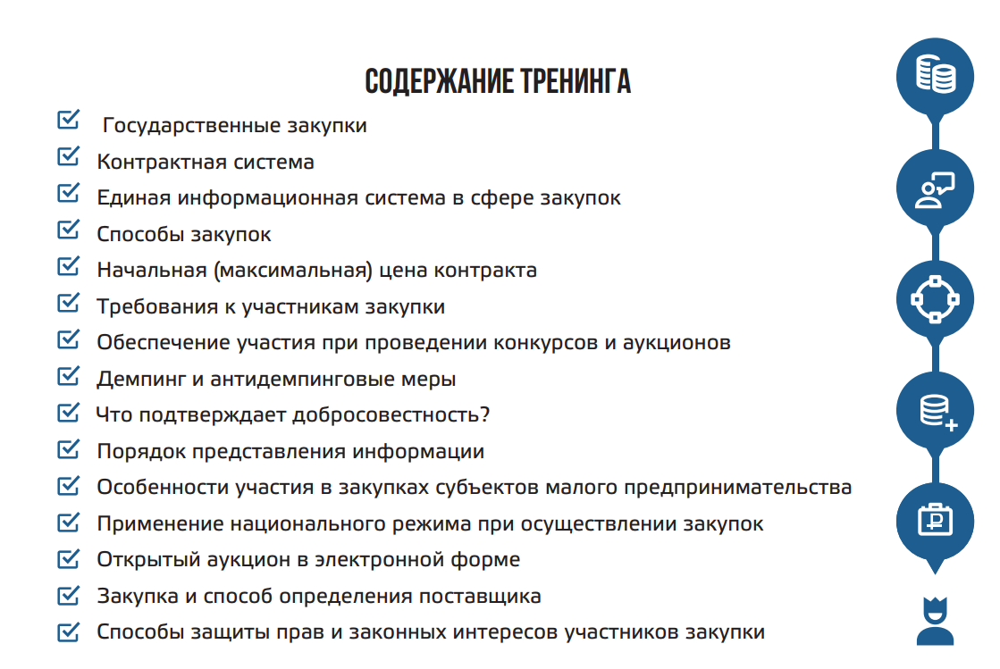 СОДЕРЖАНИЕ ТРЕНИНГА
Государственные закупки
Контрактная система
Единая информационная система в сфере закупок
Способы закупок
Начальная (максимальная) цена контракта
Требования к участникам закупки
Обеспечение участия при проведении конкурсов и аукционов
Демпинг и антидемпинговые меры
Что подтверждает добросовестность?
Порядок представления информации
Особенности участия в закупках субъектов малого предпринимательства
Применение национального режима при осуществлении закупок
Открытый аукцион в электронной форме
Закупка и способ определения поставщика
Способы защиты прав и законных интересов участников закупки